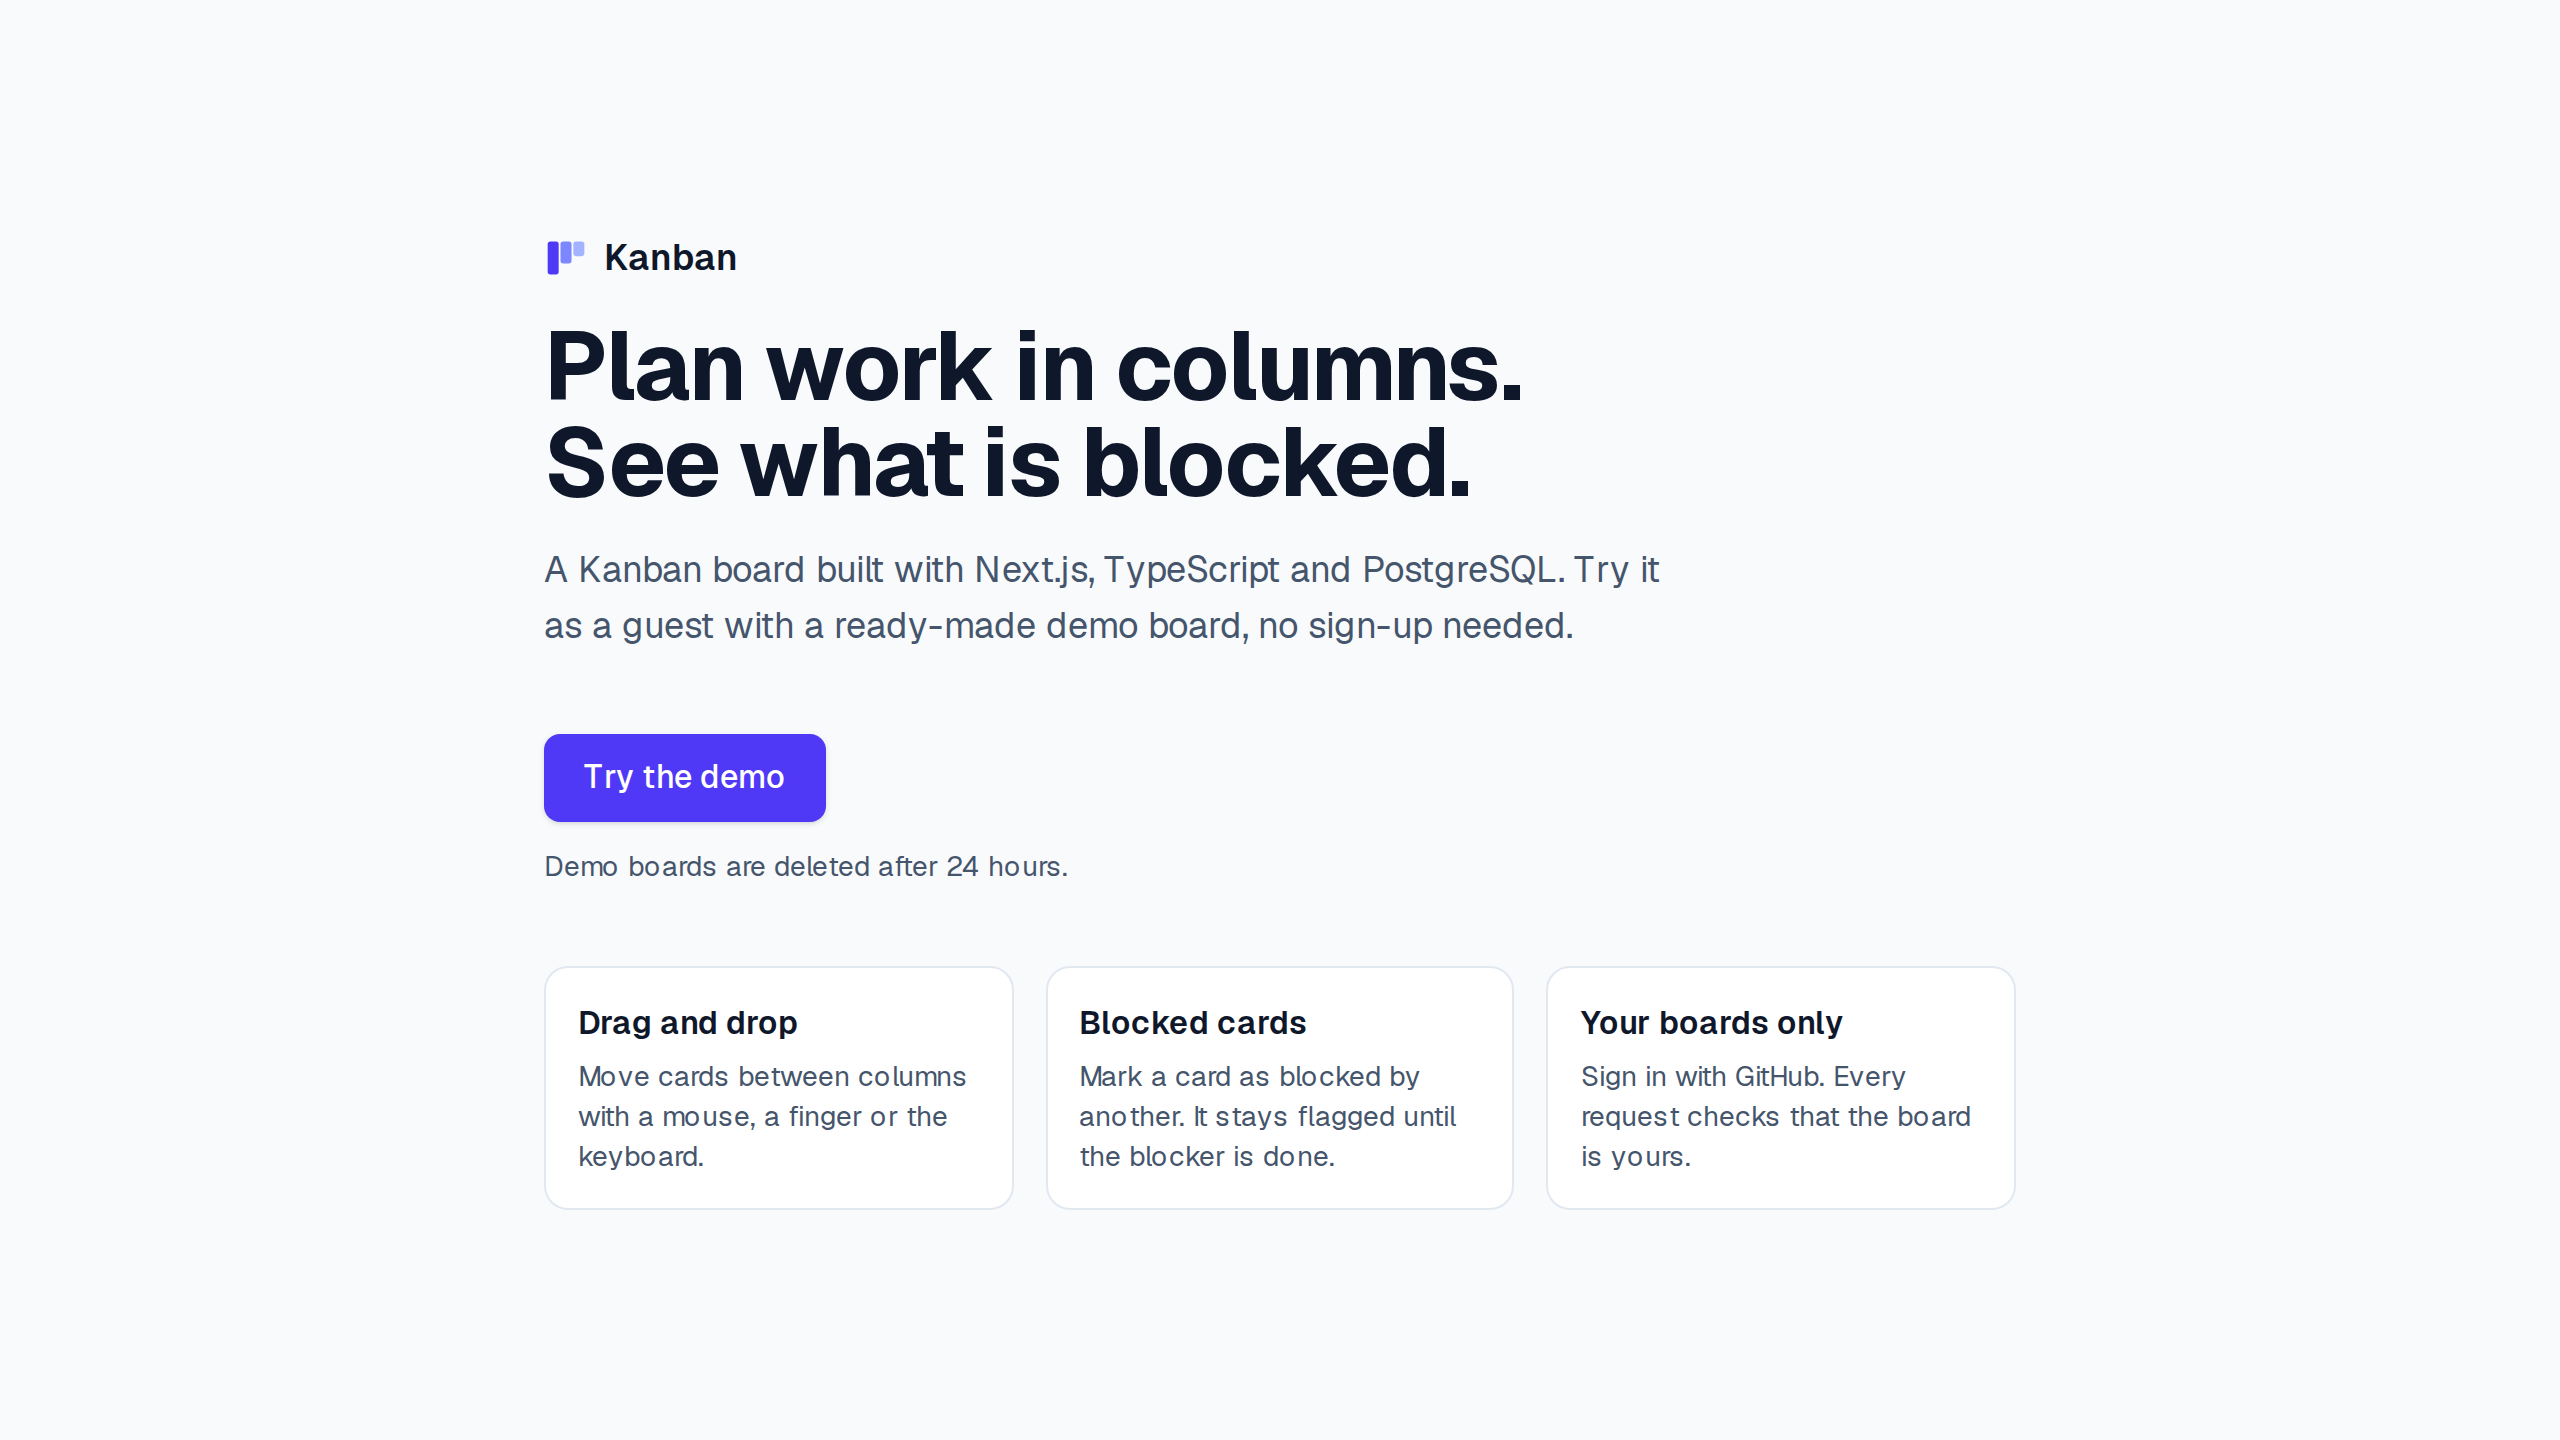 Kanban
Plan work in columns.
See what is blocked.
A Kanban board built with Next.js, TypeScript and PostgreSQL. Try it
as a guest with a ready-made demo board, no sign-up needed.
Try the demo
Demo boards are deleted after 24 hours.
Drag and drop
Move cards between columns
with a mouse, a finger or the
keyboard.
Blocked cards
Mark a card as blocked by
another. It stays flagged until
the blocker is done.
Your boards only
Sign in with GitHub. Every
request checks that the board
is yours.